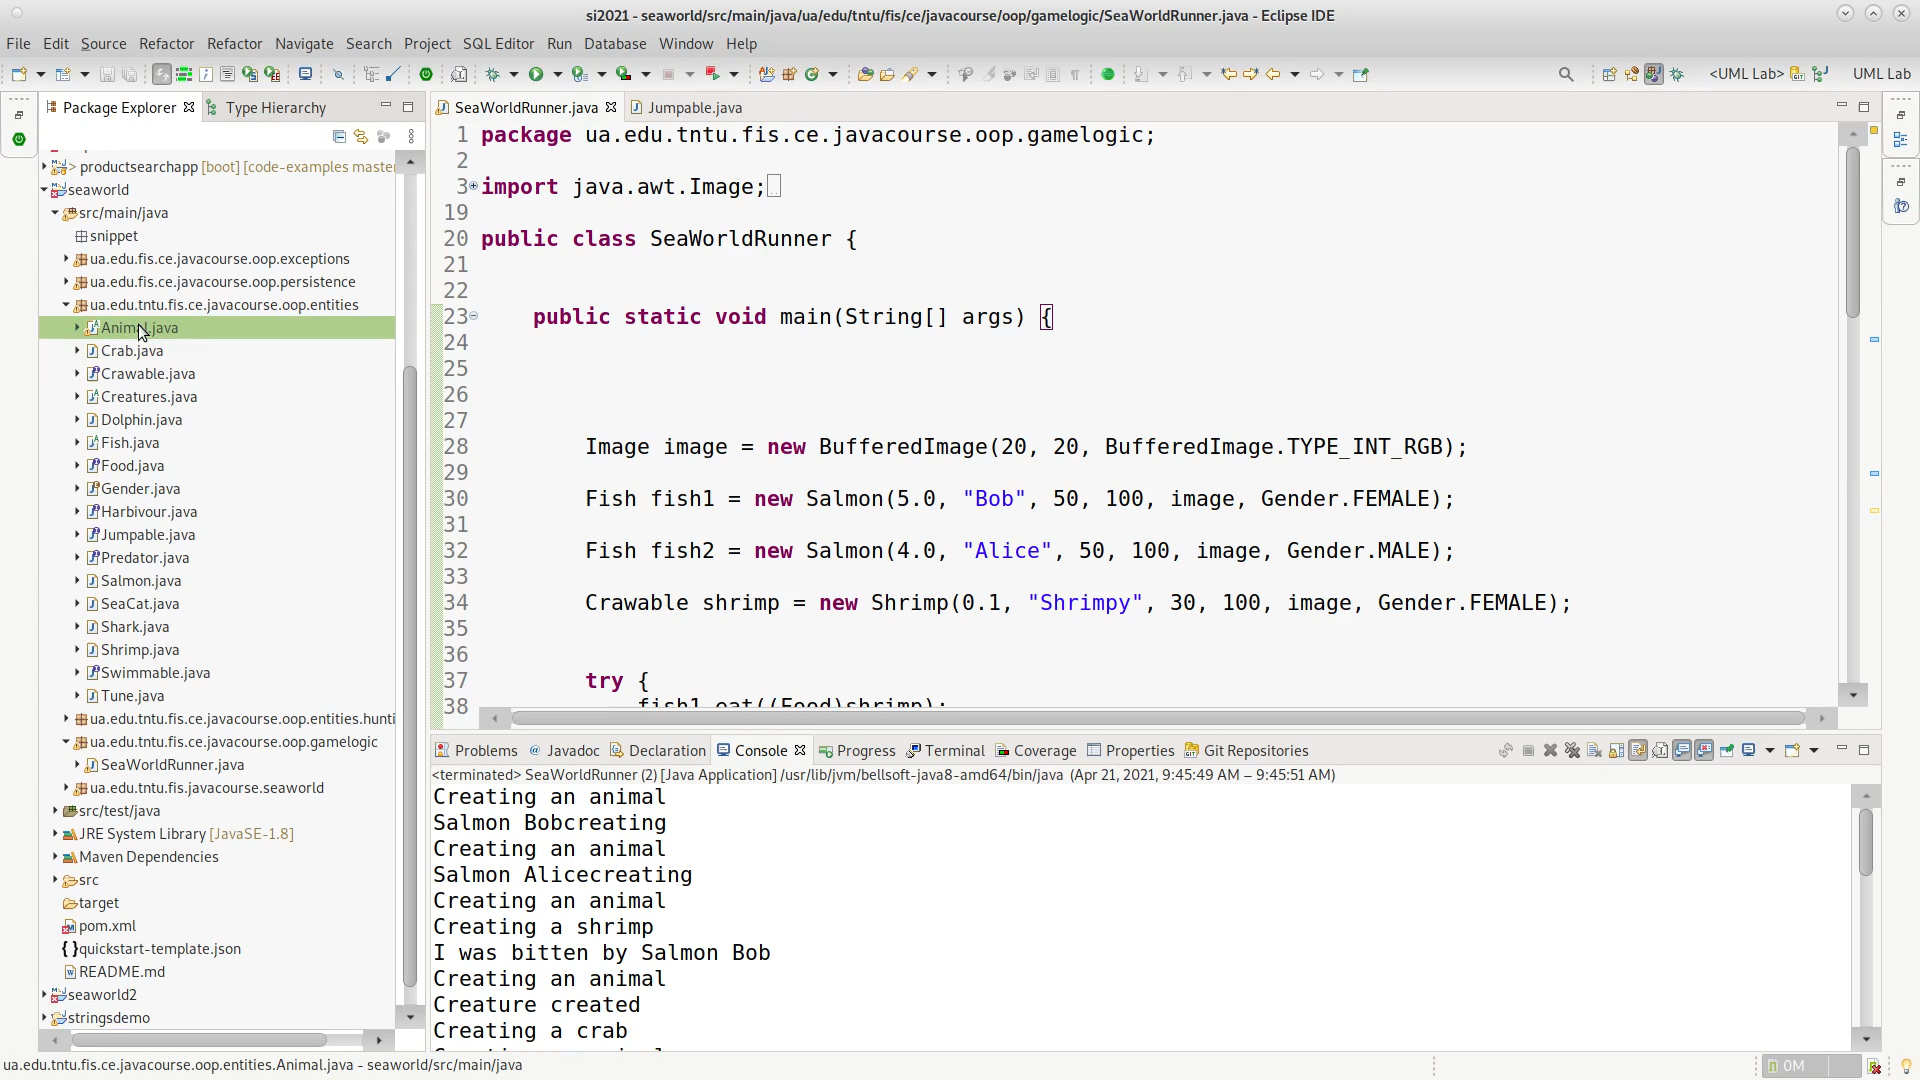 si2021 - seaworld/src/main/java/ua/edu/tntu/fis/ce/javacourse/oop/gamelogic/SeaWorldRunner.java - Eclipse IDE
File Edit Source Refactor Refactor Navigate Search Project SQL Editor Run Database Window Help
<UML Lab> UML Lab
Package Explorer Type Hierarchy
> productsearchapp [boot] [code-examples master
seaworld
src/main/java
snippet
ua.edu.fis.ce.javacourse.oop.exceptions
ua.edu.fis.ce.javacourse.oop.persistence
ua.edu.tntu.fis.ce.javacourse.oop.entities
Animal.java
Crab.java
Crawable.java
Creatures.java
Dolphin.java
Fish.java
Food.java
Gender.java
Harbivour.java
Jumpable.java
Predator.java
Salmon.java
SeaCat.java
Shark.java
Shrimp.java
Swimmable.java
Tune.java
ua.edu.tntu.fis.ce.javacourse.oop.entities.hunti
ua.edu.tntu.fis.ce.javacourse.oop.gamelogic
SeaWorldRunner.java
ua.edu.tntu.fis.javacourse.seaworld
src/test/java
JRE System Library [JavaSE-1.8]
Maven Dependencies
src
target
pom.xml
quickstart-template.json
README.md
seaworld2
stringsdemo
SeaWorldRunner.java Jumpable.java
1 package ua.edu.tntu.fis.ce.javacourse.oop.gamelogic;
2
3 import java.awt.Image;
19
20 public class SeaWorldRunner {
21
22
23 public static void main(String[] args) {
24
25
26
27
28 Image image = new BufferedImage(20, 20, BufferedImage.TYPE_INT_RGB);
29
30 Fish fish1 = new Salmon(5.0, "Bob", 50, 100, image, Gender.FEMALE);
31
32 Fish fish2 = new Salmon(4.0, "Alice", 50, 100, image, Gender.MALE);
33
34 Crawable shrimp = new Shrimp(0.1, "Shrimpy", 30, 100, image, Gender.FEMALE);
35
36
37 try {
38 fish1.eat((Food)shrimp);
Problems Javadoc Declaration Console Progress Terminal Coverage Properties Git Repositories
<terminated> SeaWorldRunner (2) [Java Application] /usr/lib/jvm/bellsoft-java8-amd64/bin/java (Apr 21, 2021, 9:45:49 AM – 9:45:51 AM)
Creating an animal
Salmon Bobcreating
Creating an animal
Salmon Alicecreating
Creating an animal
Creating a shrimp
I was bitten by Salmon Bob
Creating an animal
Creature created
Creating a crab
ua.edu.tntu.fis.ce.javacourse.oop.entities.Animal.java - seaworld/src/main/java
0M